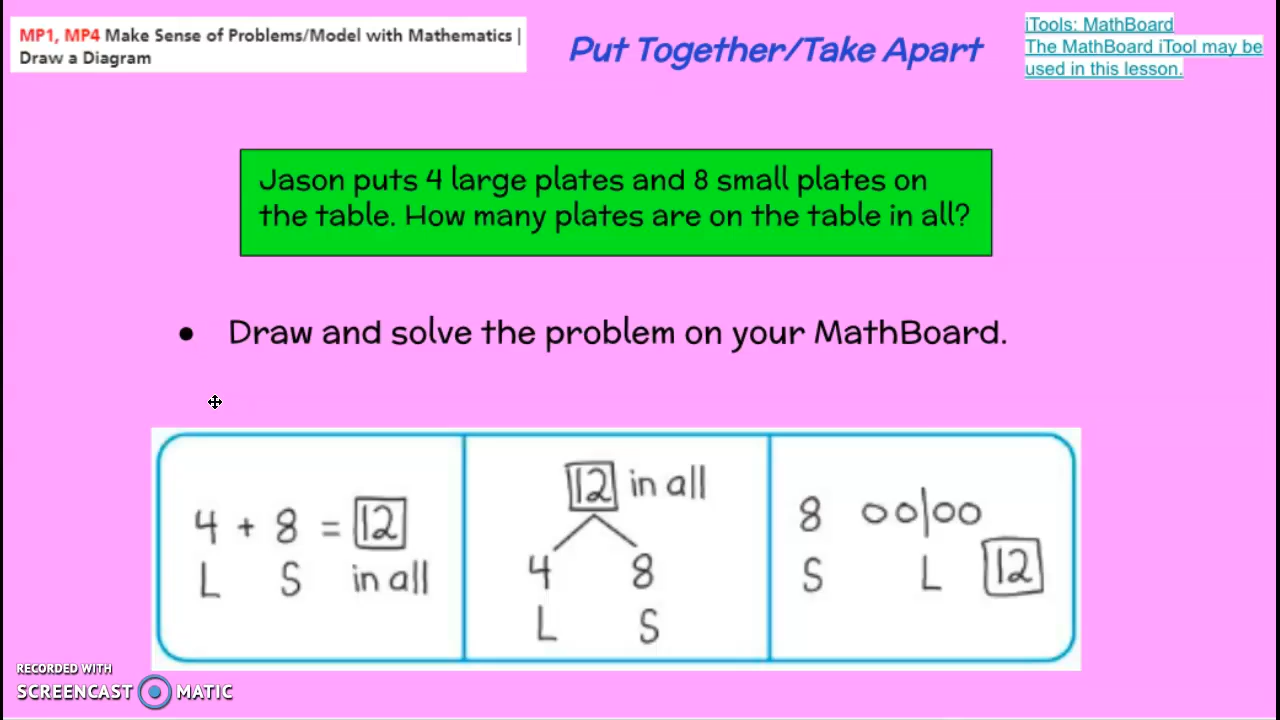 MP1, MP4 Make Sense of Problems/Model with Mathematics |
Draw a Diagram
Put Together/Take Apart
iTools: MathBoard
The MathBoard iTool may be
used in this lesson.
Jason puts 4 large plates and 8 small plates on
the table. How many plates are on the table in all?
● Draw and solve the problem on your MathBoard.
4 + 8 = 12
L S in all
12 in all
4 8
L S
8 oo|oo
S L 12
RECORDED WITH
SCREENCAST MATIC